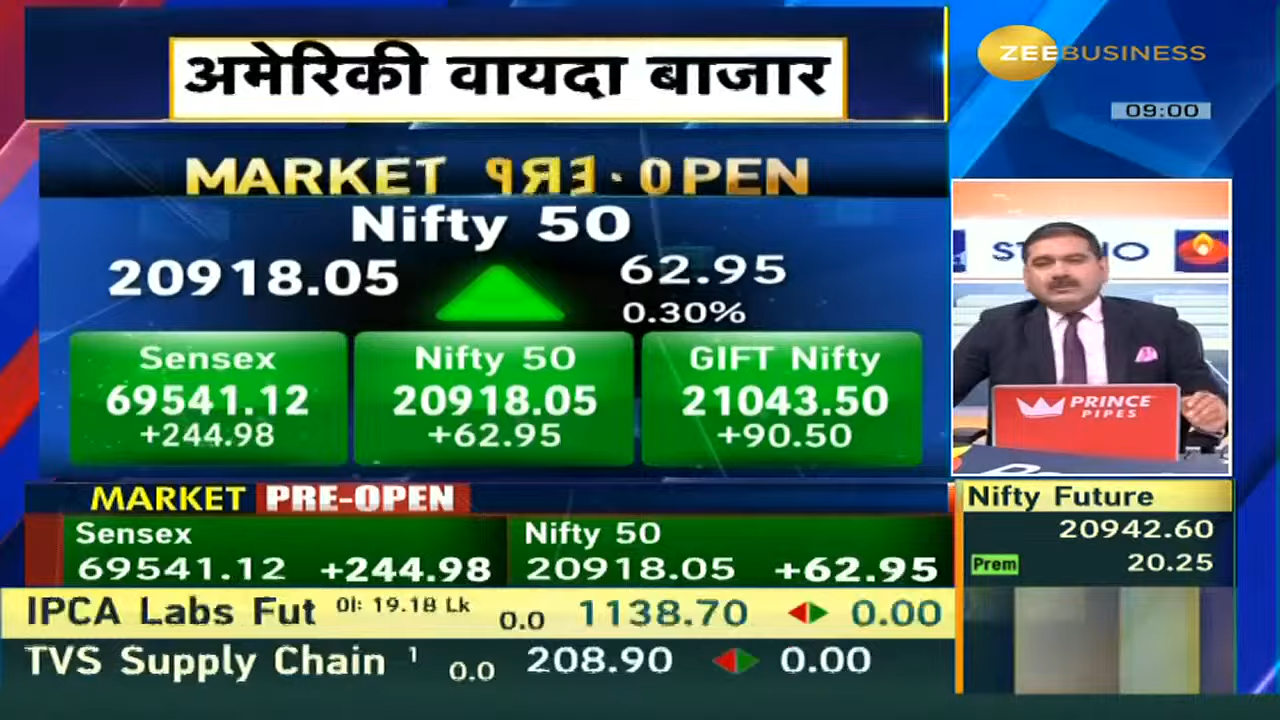 अमेरिकी वायदा बाजार
ZEEBUSINESS
09:00
MARKET PRE-OPEN
Nifty 50
20918.05
62.95
0.30%
Sensex
69541.12
+244.98
Nifty 50
20918.05
+62.95
GIFT Nifty
21043.50
+90.50
PRINCE
PIPES
MARKET PRE-OPEN
Sensex
69541.12 +244.98
Nifty 50
20918.05 +62.95
Nifty Future
20942.60
Prem 20.25
IPCA Labs Fut OI: 19.18 Lk 0.0 1138.70 0.00
TVS Supply Chain 1 0.0 208.90 0.00